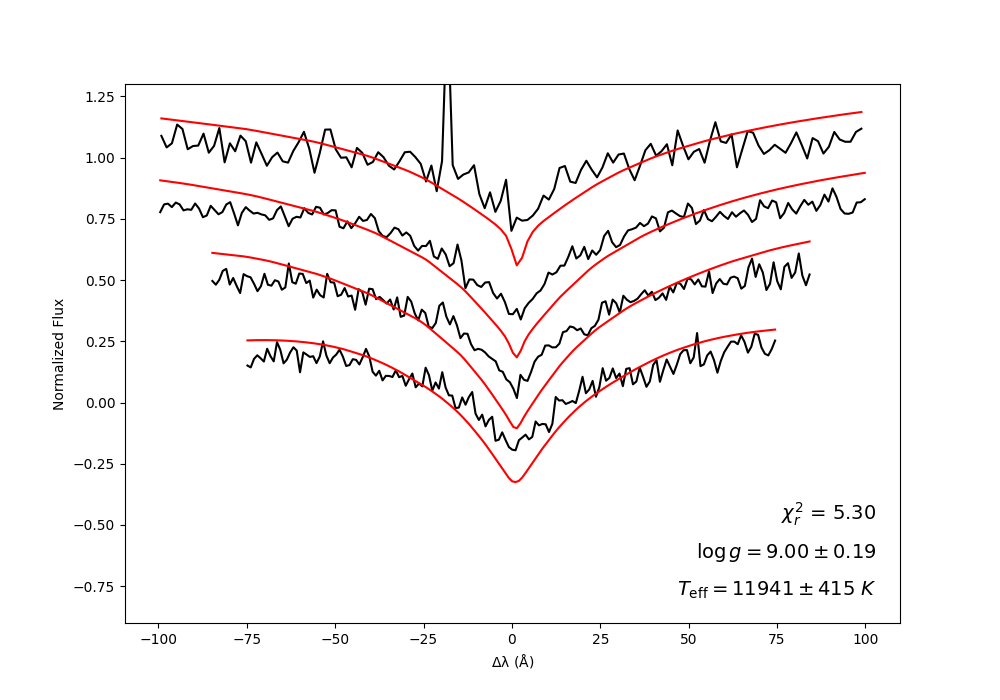 1.25
1.00
0.75
0.50
0.25
0.00
−0.25
−0.50
−0.75
Normalized Flux
χ²ᵣ = 5.30
log g = 9.00 ± 0.19
T_eff = 11941 ± 415 K
−100 −75 −50 −25 0 25 50 75 100
Δλ (Å)